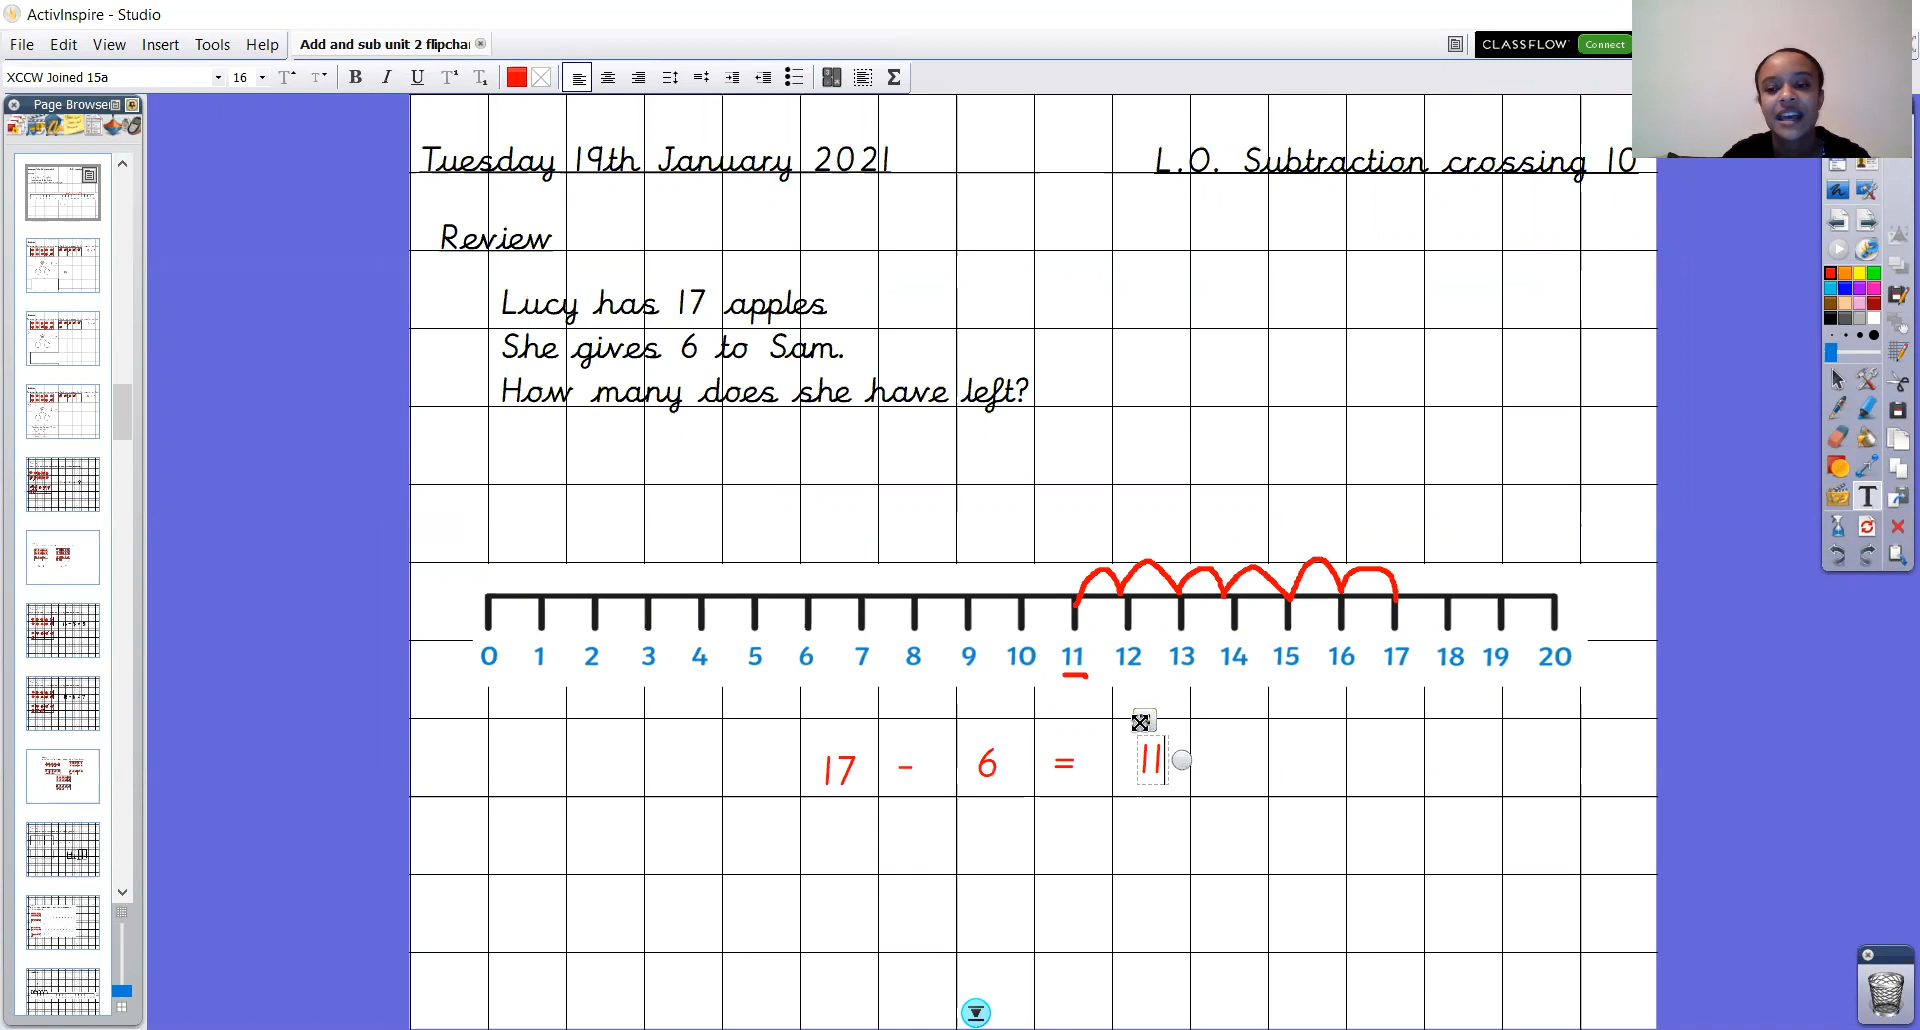 ActivInspire - Studio
File Edit View Insert Tools Help Add and sub unit 2 flipchar
CLASSFLOW Connect
XCCW Joined 15a 16 B I U
Page Browser
Tuesday 19th January 2021 L.O. Subtraction crossing 10
Review
Lucy has 17 apples
She gives 6 to Sam.
How many does she have left?
0 1 2 3 4 5 6 7 8 9 10 11 12 13 14 15 16 17 18 19 20
17 - 6 = 11